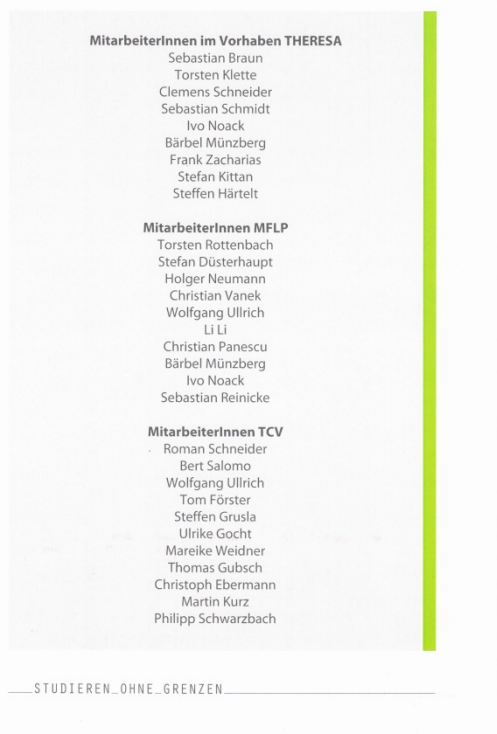 MitarbeiterInnen im Vorhaben THERESA
Sebastian Braun
Torsten Klette
Clemens Schneider
Sebastian Schmidt
Ivo Noack
Bärbel Münzberg
Frank Zacharias
Stefan Kittan
Steffen Härtelt
MitarbeiterInnen MFLP
Torsten Rottenbach
Stefan Düsterhaupt
Holger Neumann
Christian Vanek
Wolfgang Ullrich
Li Li
Christian Panescu
Bärbel Münzberg
Ivo Noack
Sebastian Reinicke
MitarbeiterInnen TCV
Roman Schneider
Bert Salomo
Wolfgang Ullrich
Tom Förster
Steffen Grusla
Ulrike Gocht
Mareike Weidner
Thomas Gubsch
Christoph Ebermann
Martin Kurz
Philipp Schwarzbach
STUDIEREN_OHNE_GRENZEN